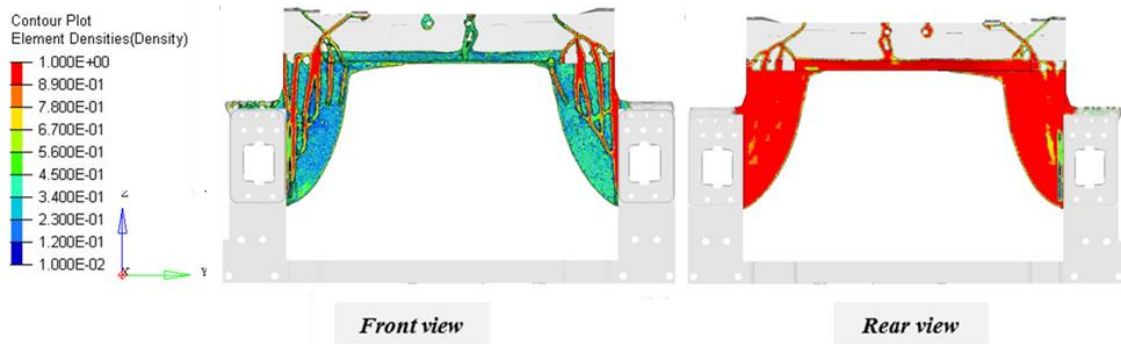 Contour Plot
Element Densities(Density)
1.000E+00
8.900E-01
7.800E-01
6.700E-01
5.600E-01
4.500E-01
3.400E-01
2.300E-01
1.200E-01
1.000E-02
Z
X
Y
Front view
Rear view